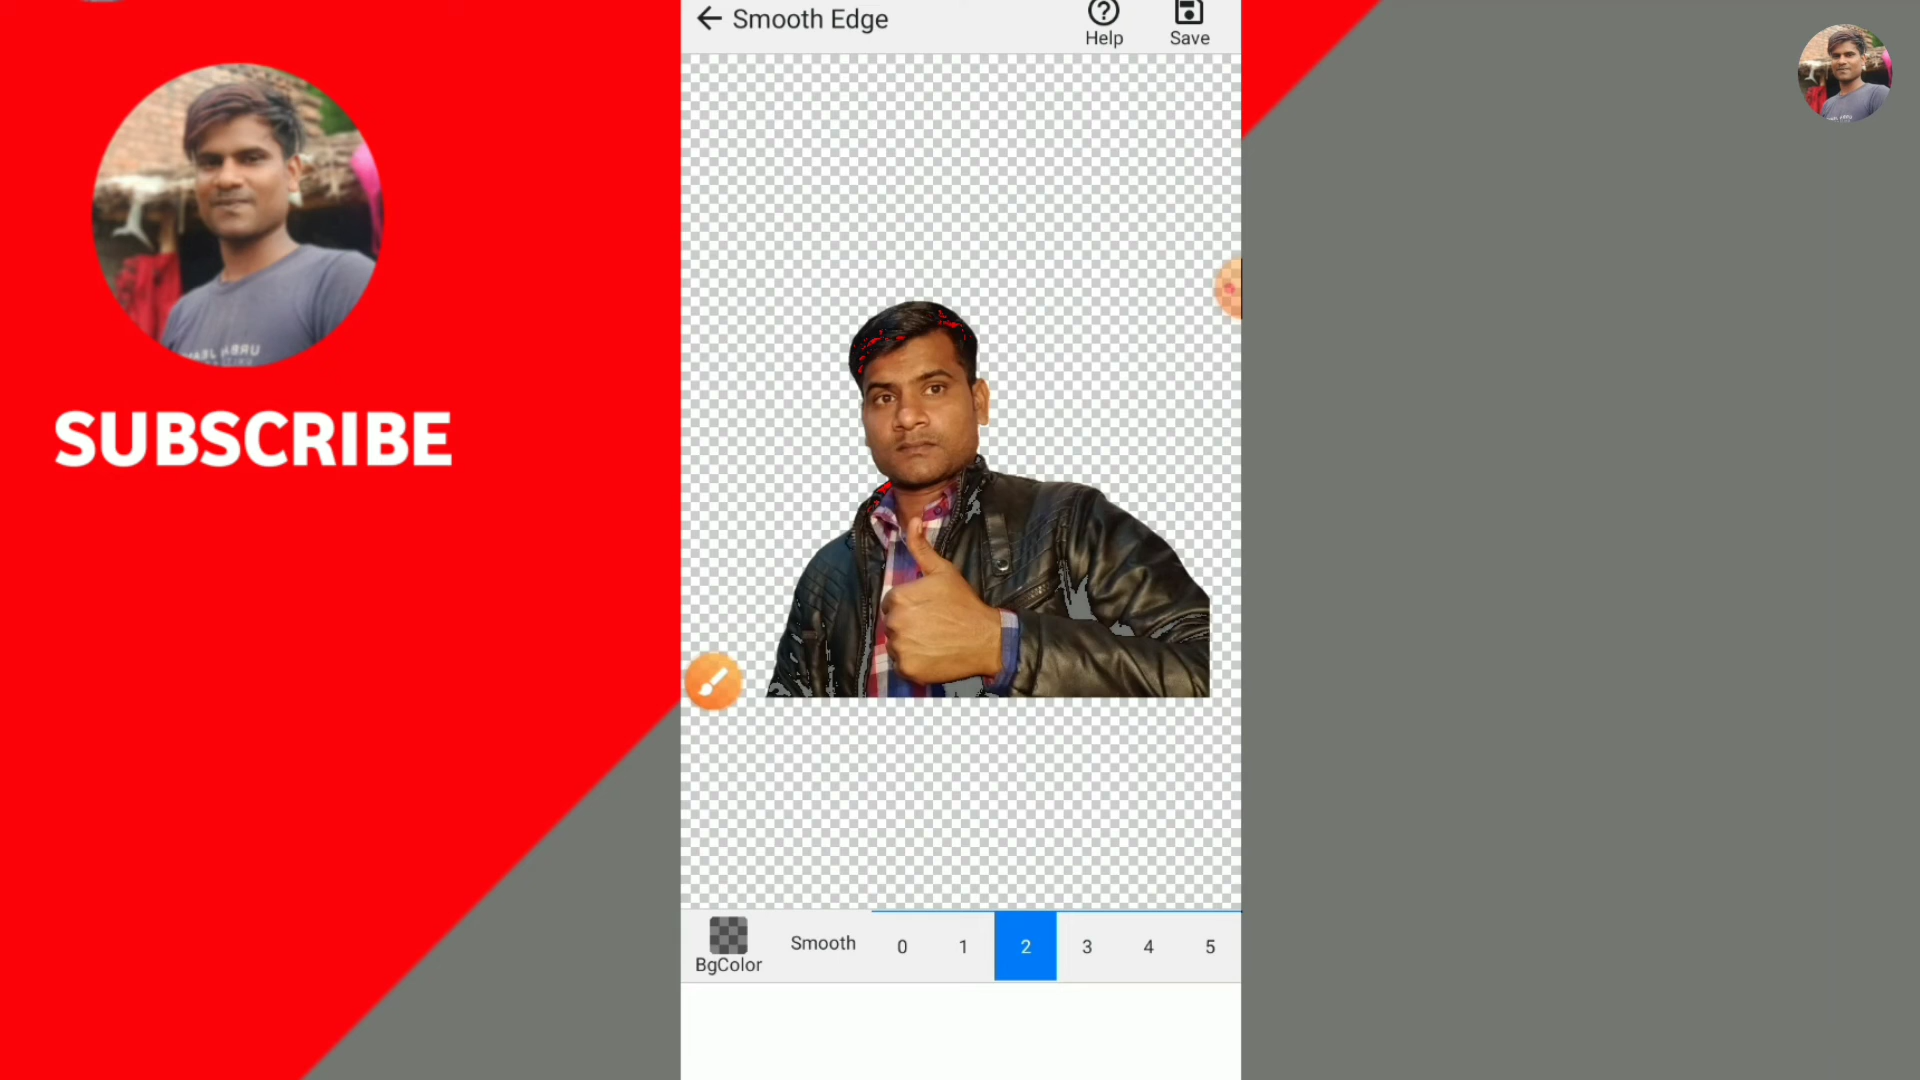 Smooth Edge
Help
Save
SUBSCRIBE
BgColor
Smooth
0
1
2
3
4
5